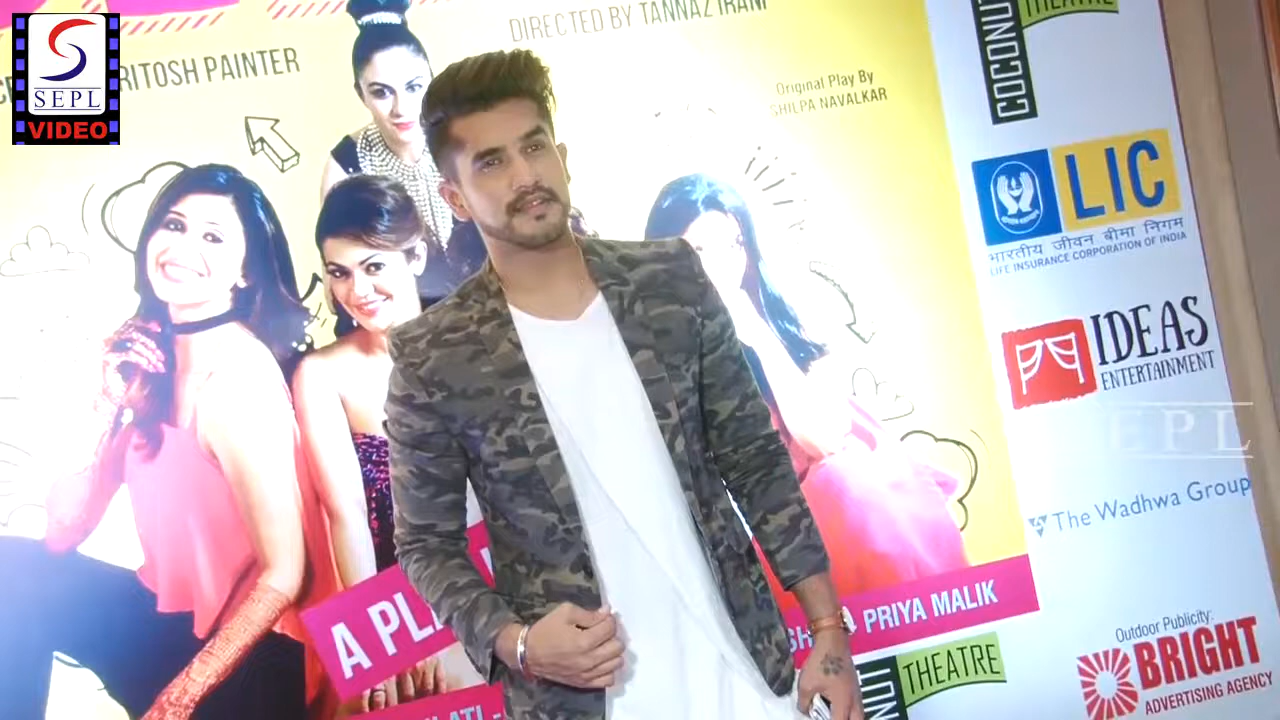 SEPL
VIDEO
RITOSH PAINTER
DIRECTED BY TANNAZ IRANI
Original Play By
SHILPA NAVALKAR
COCONUT
THEATRE
LIC
भारतीय जीवन बीमा निगम
LIFE INSURANCE CORPORATION OF INDIA
IDEAS
ENTERTAINMENT
SEPL
The Wadhwa Group
A PL
PRIYA MALIK
THEATRE
Outdoor Publicity:
BRIGHT
ADVERTISING AGENCY